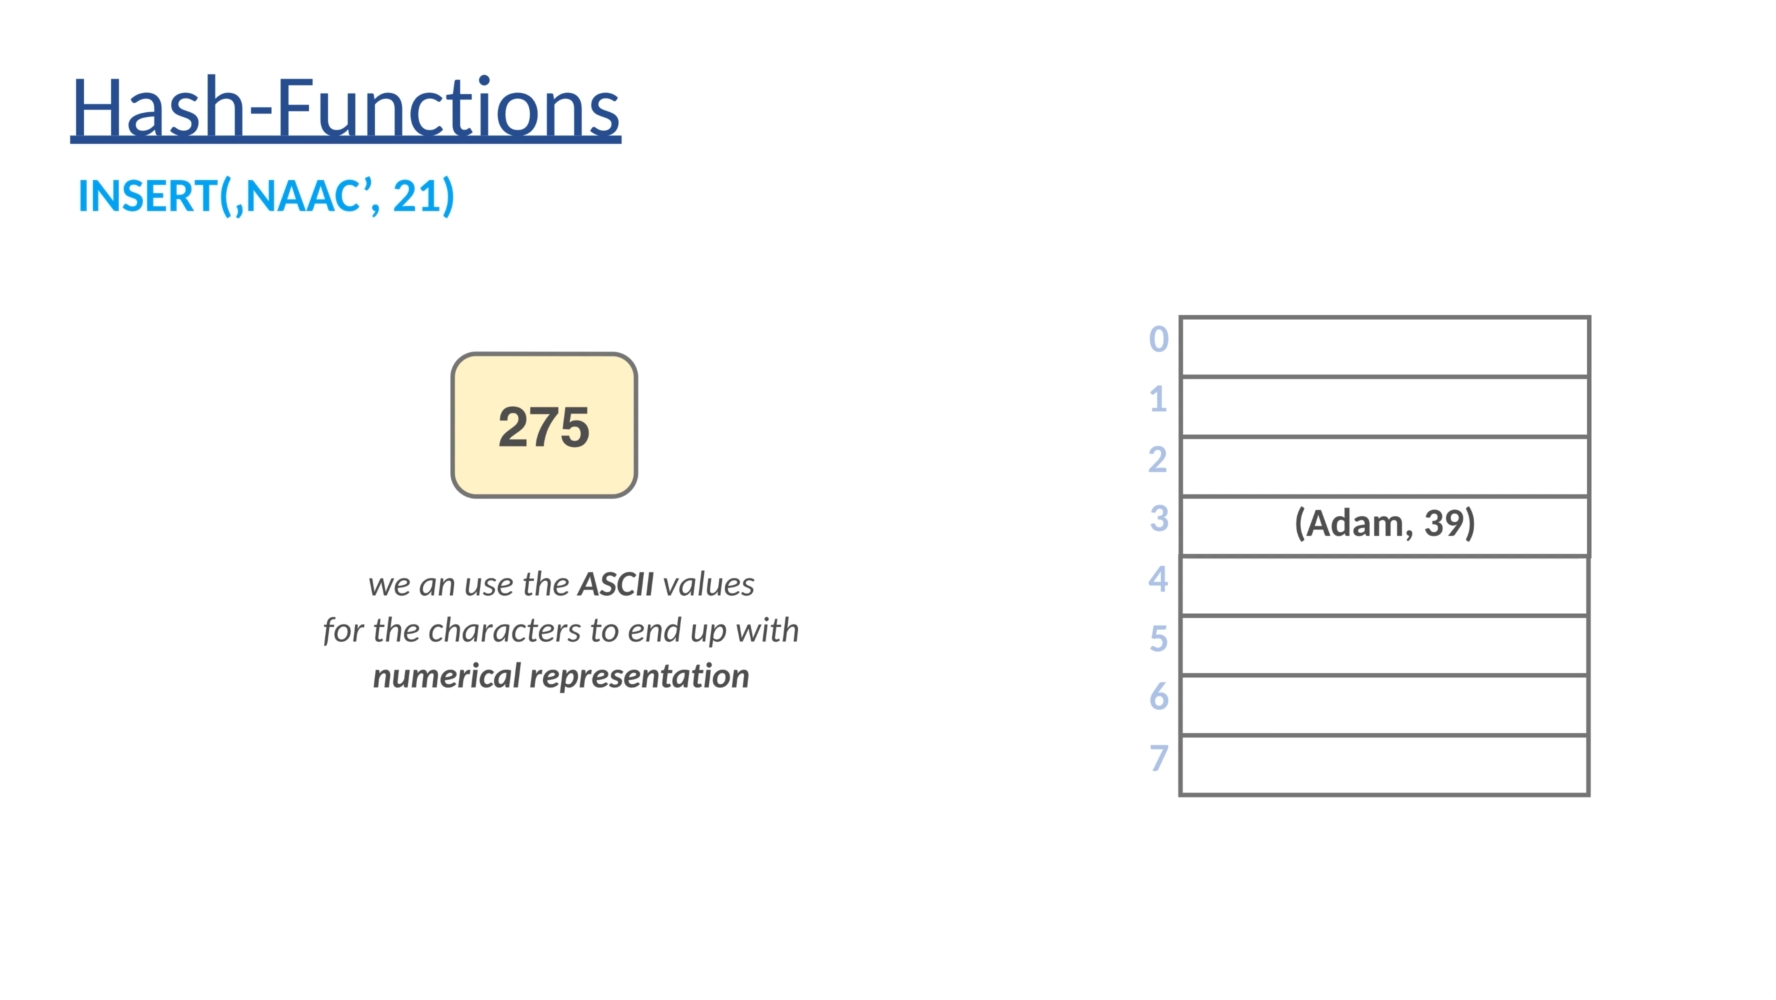 Hash-Functions
INSERT(,NAAC’, 21)
275
we an use the ASCII values
for the characters to end up with
numerical representation
0
1
2
3 (Adam, 39)
4
5
6
7